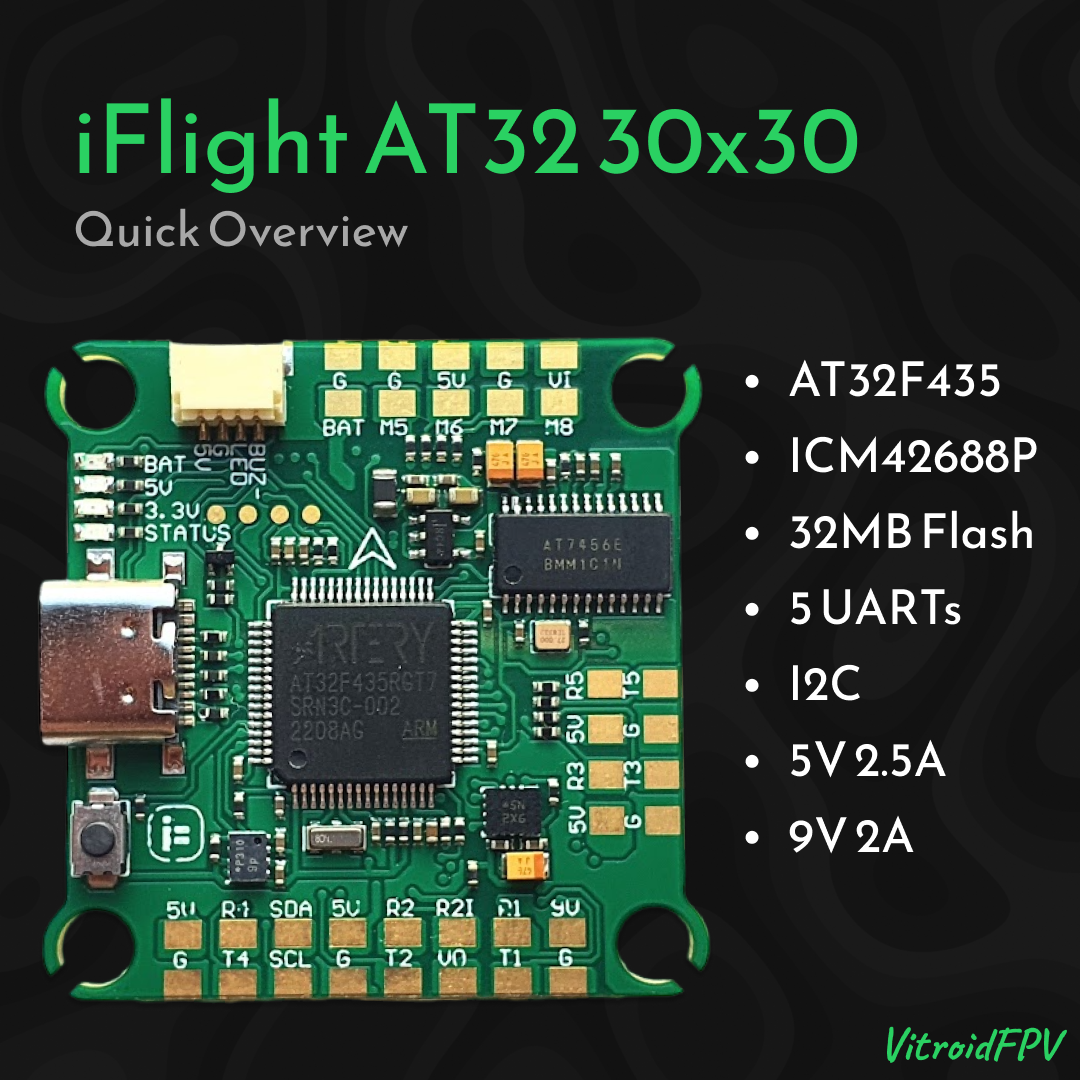 iFlight AT32 30x30
Quick Overview
G G 5V G VI
BAT M5 M6 M7 M8
5V G LED BUZ-
BAT
5V
3.3V
STATUS
AT7456E
BMM1C1N
ARTERY
AT32F435RGT7
SRN3C-002
2208AG ARM
R5 T5
5V G
R3 T3
5V G
5V R4 SDA 5V R2 R2I R1 9V
G T4 SCL G T2 VO T1 G
• AT32F435
• ICM42688P
• 32MB Flash
• 5 UARTs
• I2C
• 5V 2.5A
• 9V 2A
VitroidFPV